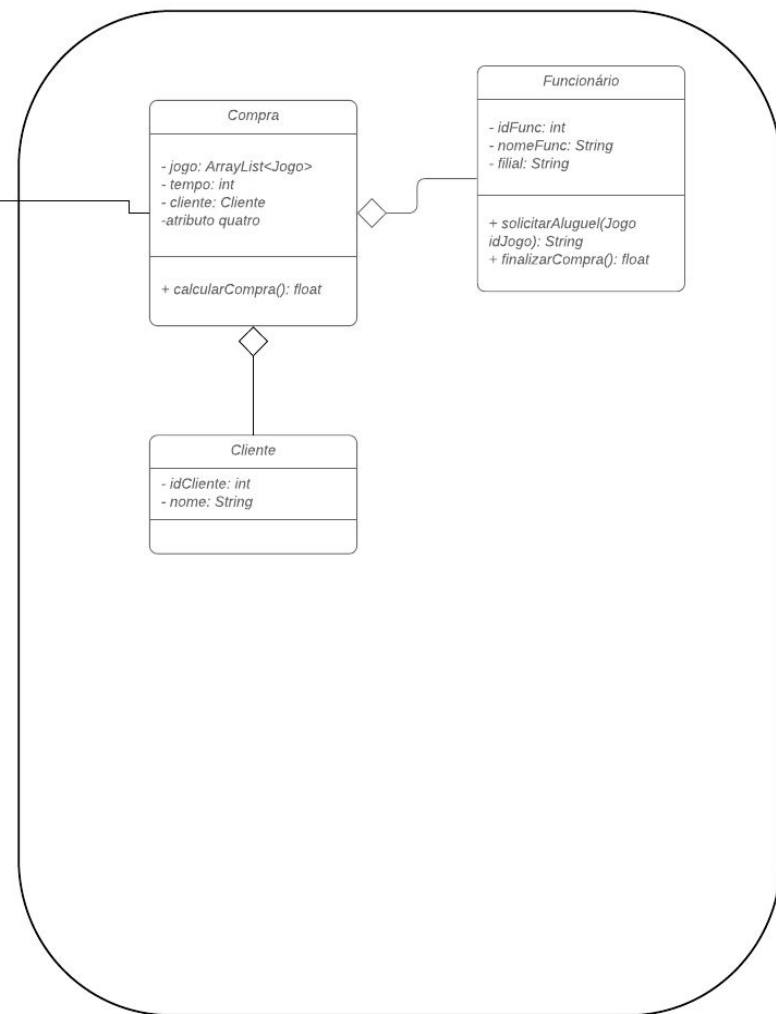 Compra
- jogo: ArrayList<Jogo>
- tempo: int
- cliente: Cliente
-atributo quatro
+ calcularCompra(): float
Funcionário
- idFunc: int
- nomeFunc: String
- filial: String
+ solicitarAluguel(Jogo
idJogo): String
+ finalizarCompra(): float
Cliente
- idCliente: int
- nome: String